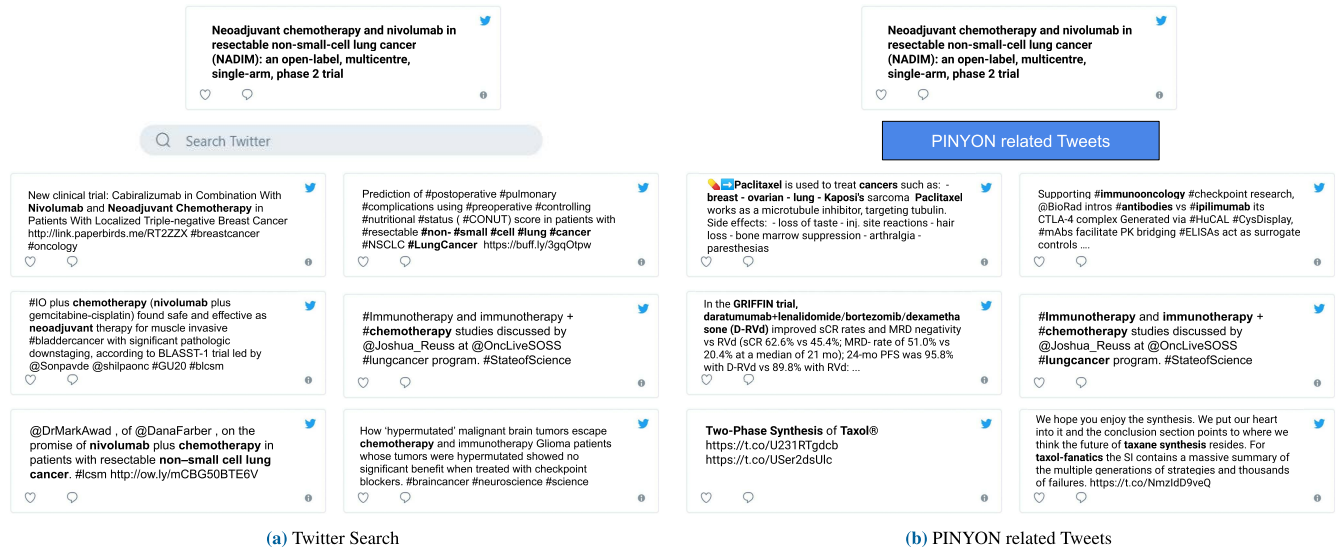 Neoadjuvant chemotherapy and nivolumab in
resectable non-small-cell lung cancer
(NADIM): an open-label, multicentre,
single-arm, phase 2 trial
Search Twitter
New clinical trial: Cabiralizumab in Combination With
Nivolumab and Neoadjuvant Chemotherapy in
Patients With Localized Triple-negative Breast Cancer
http://link.paperbirds.me/RT2ZZX #breastcancer
#oncology
Prediction of #postoperative #pulmonary
#complications using #preoperative #controlling
#nutritional #status ( #CONUT) score in patients with
#resectable #non- #small #cell #lung #cancer
#NSCLC #LungCancer https://buff.ly/3gqOtpw
#IO plus chemotherapy (nivolumab plus
gemcitabine-cisplatin) found safe and effective as
neoadjuvant therapy for muscle invasive
#bladdercancer with significant pathologic
downstaging, according to BLASST-1 trial led by
@Sonpavde @shilpaonc #GU20 #blcsm
#Immunotherapy and immunotherapy +
#chemotherapy studies discussed by
@Joshua_Reuss at @OncLiveSOSS
#lungcancer program. #StateofScience
@DrMarkAwad , of @DanaFarber , on the
promise of nivolumab plus chemotherapy in
patients with resectable non–small cell lung
cancer. #lcsm http://ow.ly/mCBG50BTE6V
How ‘hypermutated’ malignant brain tumors escape
chemotherapy and immunotherapy Glioma patients
whose tumors were hypermutated showed no
significant benefit when treated with checkpoint
blockers. #braincancer #neuroscience #science
(a) Twitter Search
Neoadjuvant chemotherapy and nivolumab in
resectable non-small-cell lung cancer
(NADIM): an open-label, multicentre,
single-arm, phase 2 trial
PINYON related Tweets
💊➡️Paclitaxel is used to treat cancers such as: -
breast - ovarian - lung - Kaposi's sarcoma Paclitaxel
works as a microtubule inhibitor, targeting tubulin.
Side effects: - loss of taste - inj. site reactions - hair
loss - bone marrow suppression - arthralgia -
paresthesias
Supporting #immunooncology #checkpoint research,
@BioRad intros #antibodies vs #ipilimumab its
CTLA-4 complex Generated via #HuCAL #CysDisplay,
#mAbs facilitate PK bridging #ELISAs act as surrogate
controls ....
In the GRIFFIN trial,
daratumumab+lenalidomide/bortezomib/dexametha
sone (D-RVd) improved sCR rates and MRD negativity
vs RVd (sCR 62.6% vs 45.4%; MRD- rate of 51.0% vs
20.4% at a median of 21 mo); 24-mo PFS was 95.8%
with D-RVd vs 89.8% with RVd: ...
#Immunotherapy and immunotherapy +
#chemotherapy studies discussed by
@Joshua_Reuss at @OncLiveSOSS
#lungcancer program. #StateofScience
Two-Phase Synthesis of Taxol®
https://t.co/U231RTgdcb
https://t.co/USer2dsUlc
We hope you enjoy the synthesis. We put our heart
into it and the conclusion section points to where we
think the future of taxane synthesis resides. For
taxol-fanatics the SI contains a massive summary of
the multiple generations of strategies and thousands
of failures. https://t.co/NmzIdD9veQ
(b) PINYON related Tweets